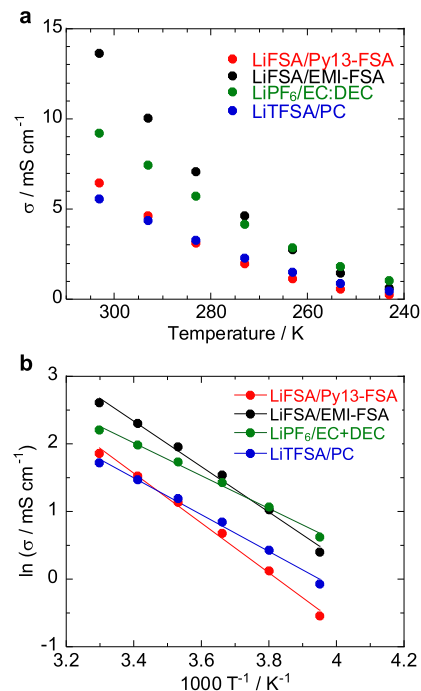 a
15
10
5
0
σ / mS cm⁻¹
LiFSA/Py13-FSA
LiFSA/EMI-FSA
LiPF₆/EC:DEC
LiTFSA/PC
300 280 260 240
Temperature / K
b
3
2
1
0
-1
ln (σ / mS cm⁻¹)
LiFSA/Py13-FSA
LiFSA/EMI-FSA
LiPF₆/EC+DEC
LiTFSA/PC
3.2 3.4 3.6 3.8 4 4.2
1000 T⁻¹ / K⁻¹